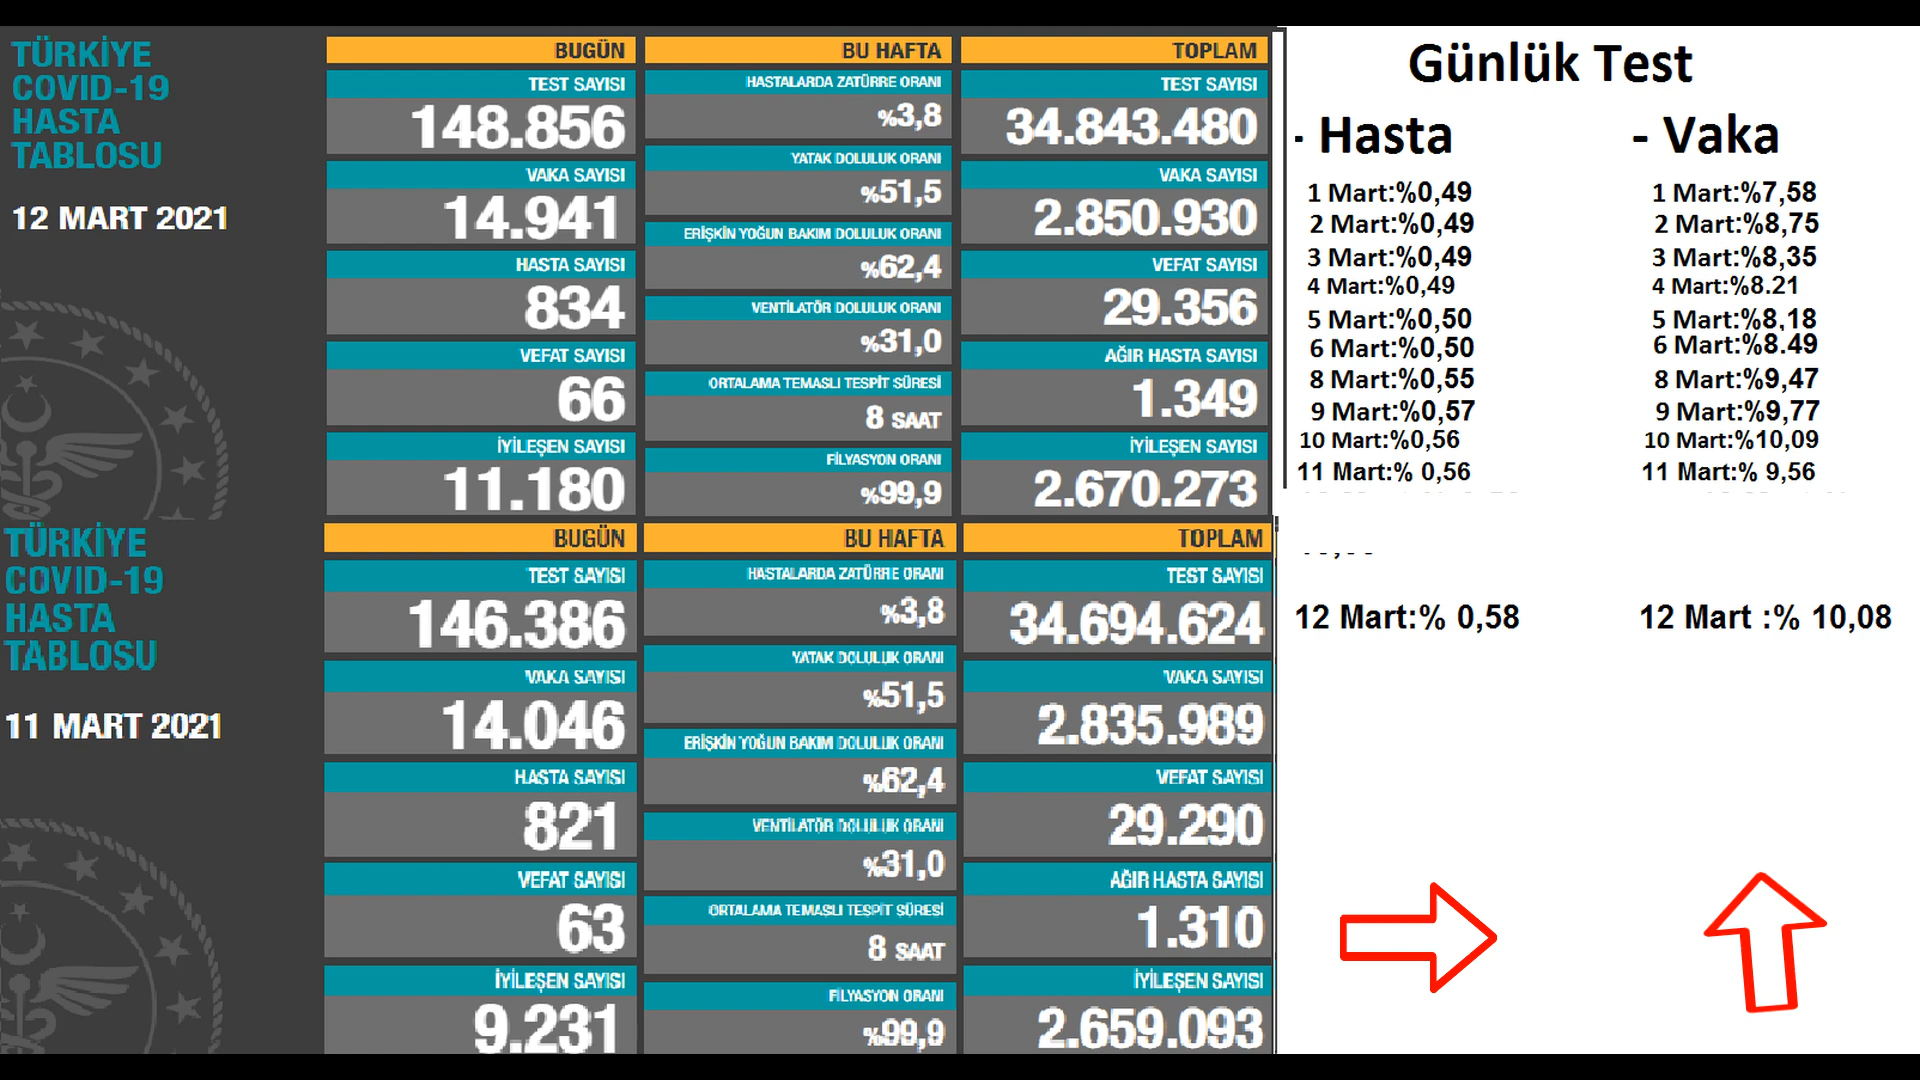 TÜRKİYE
COVID-19
HASTA
TABLOSU
12 MART 2021
BUGÜN
TEST SAYISI
148.856
VAKA SAYISI
14.941
HASTA SAYISI
834
VEFAT SAYISI
66
İYİLEŞEN SAYISI
11.180
BU HAFTA
HASTALARDA ZATÜRRE ORANI
%3,8
YATAK DOLULUK ORANI
%51,5
ERİŞKİN YOĞUN BAKIM DOLULUK ORANI
%62,4
VENTİLATÖR DOLULUK ORANI
%31,0
ORTALAMA TEMASLI TESPİT SÜRESİ
8 SAAT
FİLYASYON ORANI
%99,9
TOPLAM
TEST SAYISI
34.843.480
VAKA SAYISI
2.850.930
VEFAT SAYISI
29.356
AĞIR HASTA SAYISI
1.349
İYİLEŞEN SAYISI
2.670.273
TÜRKİYE
COVID-19
HASTA
TABLOSU
11 MART 2021
BUGÜN
TEST SAYISI
146.386
VAKA SAYISI
14.046
HASTA SAYISI
821
VEFAT SAYISI
63
İYİLEŞEN SAYISI
9.231
BU HAFTA
HASTALARDA ZATÜRRE ORANI
%3,8
YATAK DOLULUK ORANI
%51,5
ERİŞKİN YOĞUN BAKIM DOLULUK ORANI
%62,4
VENTİLATÖR DOLULUK ORANI
%31,0
ORTALAMA TEMASLI TESPİT SÜRESİ
8 SAAT
FİLYASYON ORANI
%99,9
TOPLAM
TEST SAYISI
34.694.624
VAKA SAYISI
2.835.989
VEFAT SAYISI
29.290
AĞIR HASTA SAYISI
1.310
İYİLEŞEN SAYISI
2.659.093
Günlük Test
- Hasta
1 Mart:%0,49
2 Mart:%0,49
3 Mart:%0,49
4 Mart:%0,49
5 Mart:%0,50
6 Mart:%0,50
8 Mart:%0,55
9 Mart:%0,57
10 Mart:%0,56
11 Mart:% 0,56
12 Mart:% 0,58
- Vaka
1 Mart:%7,58
2 Mart:%8,75
3 Mart:%8,35
4 Mart:%8.21
5 Mart:%8,18
6 Mart:%8.49
8 Mart:%9,47
9 Mart:%9,77
10 Mart:%10,09
11 Mart:% 9,56
12 Mart :% 10,08